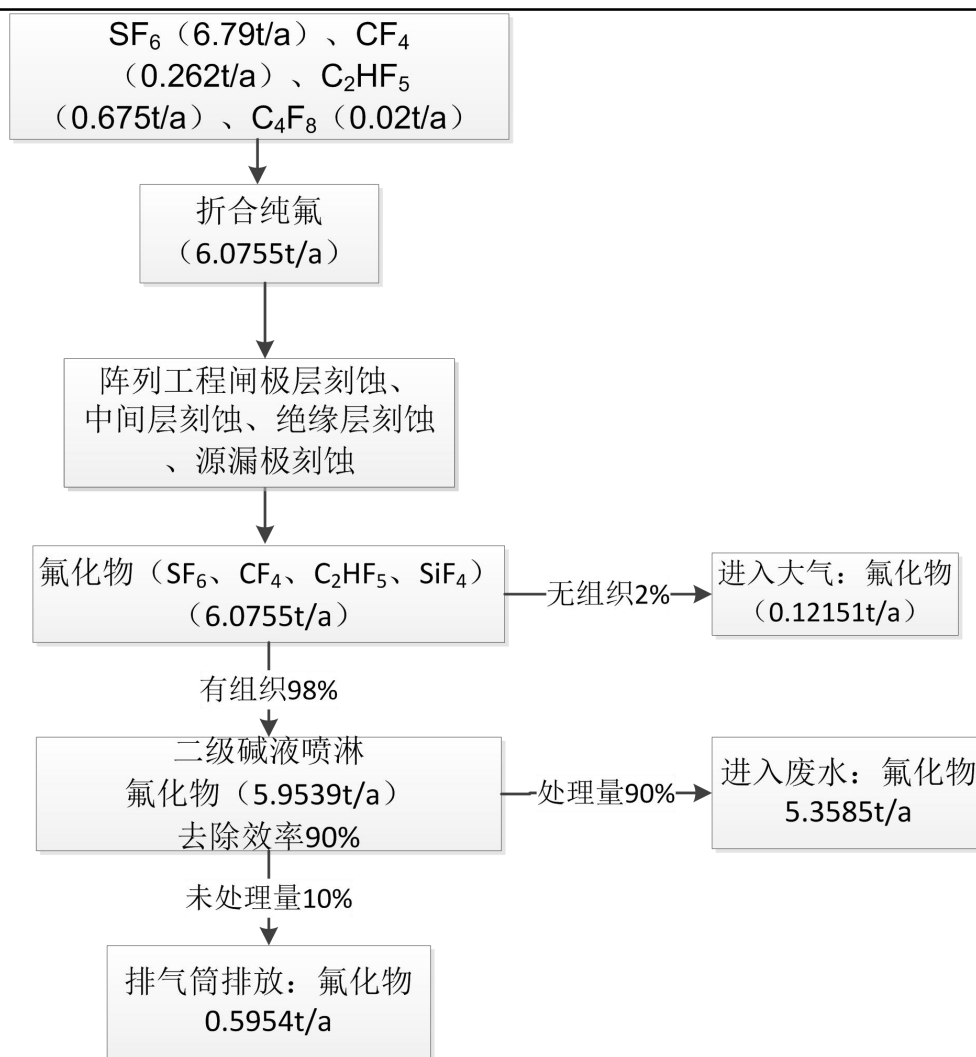 SF₆（6.79t/a）、CF₄
（0.262t/a）、C₂HF₅
（0.675t/a）、C₄F₈（0.02t/a）
折合纯氟
（6.0755t/a）
阵列工程闸极层刻蚀、
中间层刻蚀、绝缘层刻蚀
、源漏极刻蚀
氟化物（SF₆、CF₄、C₂HF₅、SiF₄）
（6.0755t/a）
无组织2%
进入大气：氟化物
（0.12151t/a）
有组织98%
二级碱液喷淋
氟化物（5.9539t/a）
去除效率90%
处理量90%
进入废水：氟化物
5.3585t/a
未处理量10%
排气筒排放：氟化物
0.5954t/a